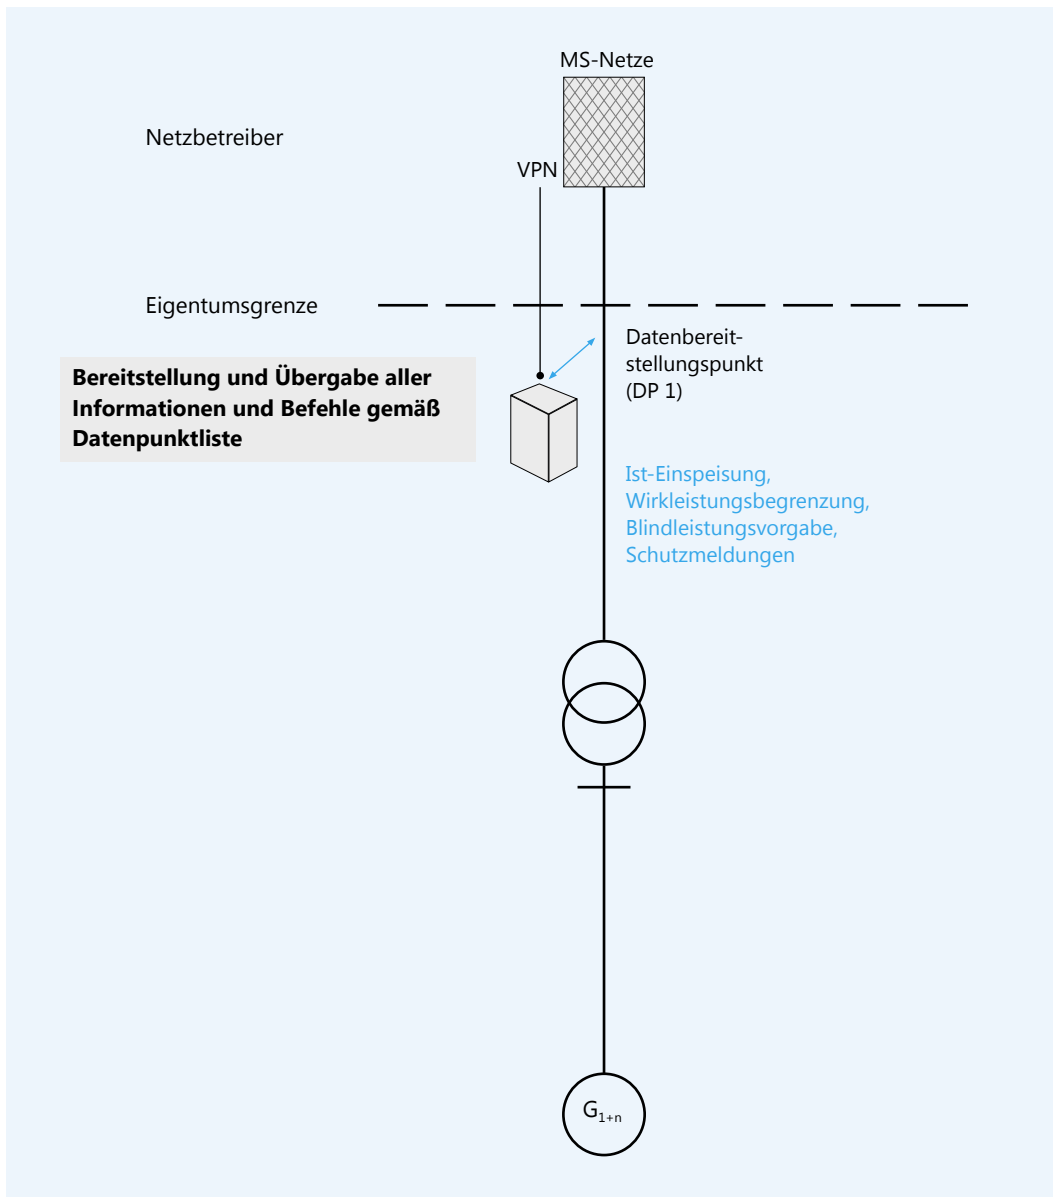 MS-Netze
Netzbetreiber
VPN
Eigentumsgrenze
Datenbereit-
stellungspunkt
(DP 1)
Bereitstellung und Übergabe aller
Informationen und Befehle gemäß
Datenpunktliste
Ist-Einspeisung,
Wirkleistungsbegrenzung,
Blindleistungsvorgabe,
Schutzmeldungen
G1+n